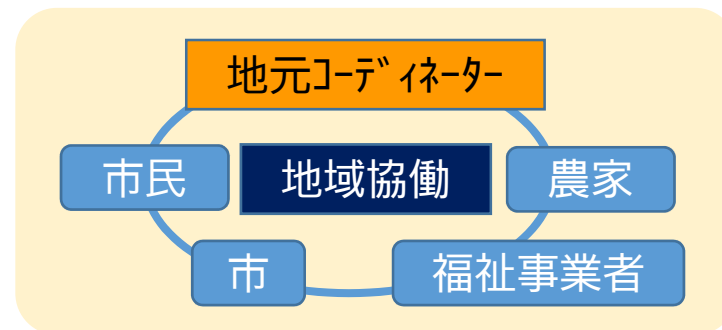 地元ｺｰﾃﾞｨﾈｰﾀｰ
市民
地域協働
農家
市
福祉事業者